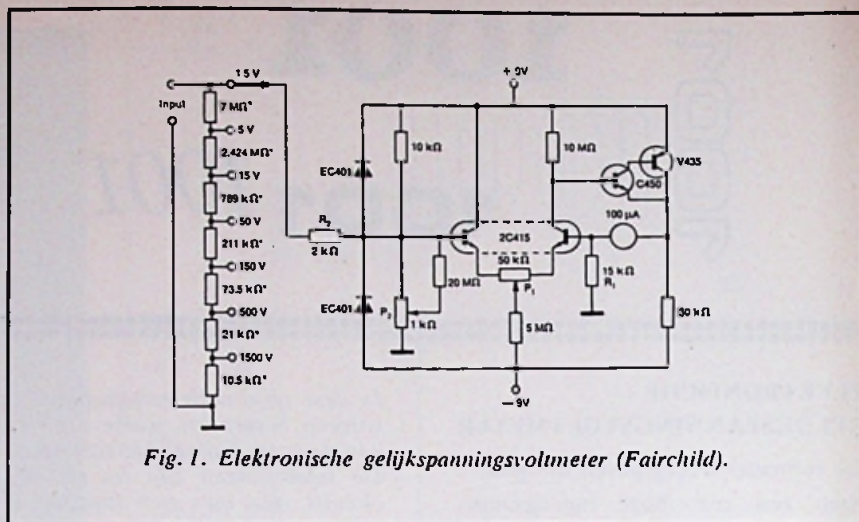 1.5 V
+ 9V
Input
7 MΩ*
5 V
2,424 MΩ*
15 V
789 kΩ*
50 V
211 kΩ*
150 V
73.5 kΩ*
500 V
21 kΩ*
1500 V
10.5 kΩ*
R2
2 kΩ
EC401
EC401
10 kΩ
P2
1 kΩ
20 MΩ
2C415
50 kΩ
P1
5 MΩ
10 MΩ
C450
V435
100 µA
15 kΩ
R1
30 kΩ
— 9V
Fig. 1. Elektronische gelijkspanningsvoltmeter (Fairchild).